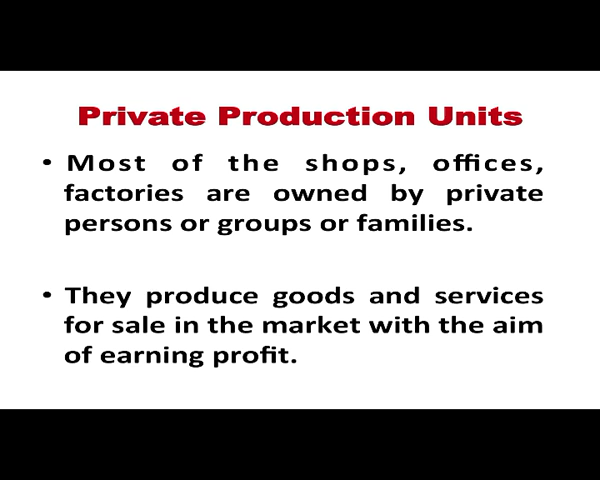 Private Production Units
• Most of the shops, offices,
factories are owned by private
persons or groups or families.
• They produce goods and services
for sale in the market with the aim
of earning profit.